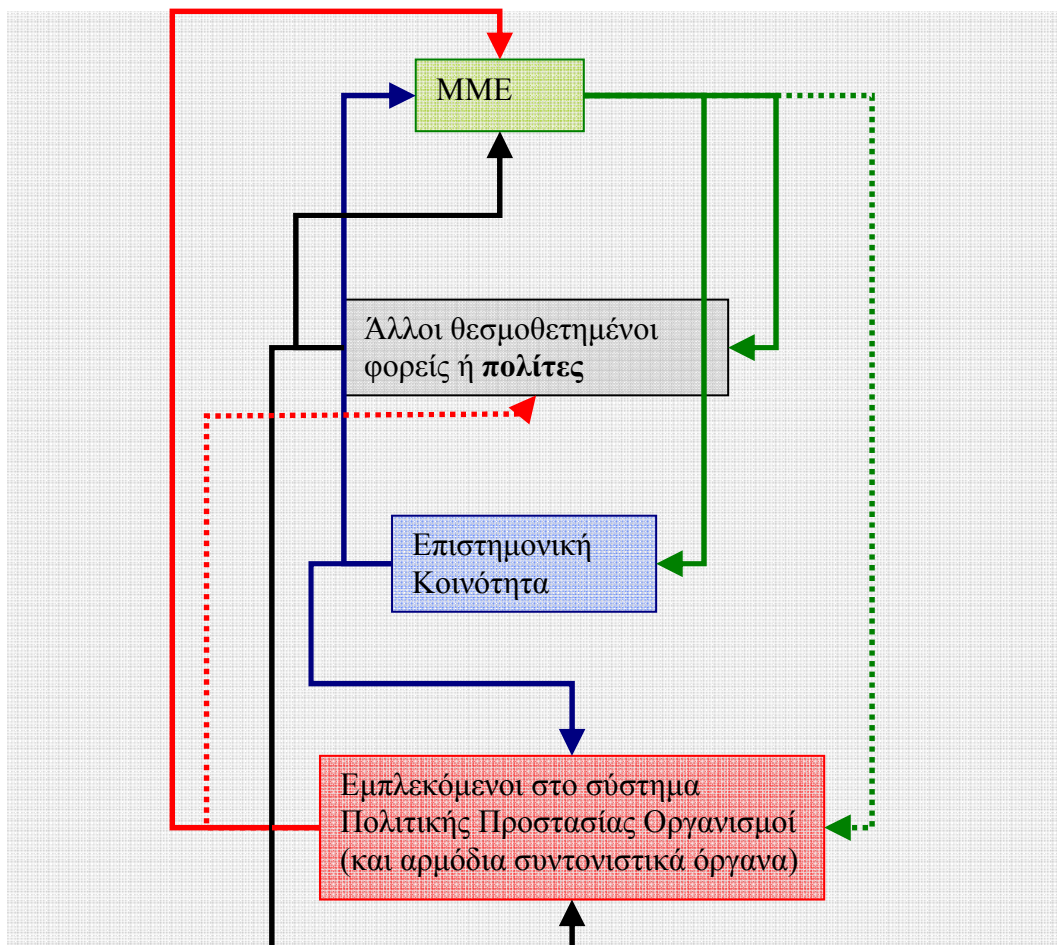 ΜΜΕ
Άλλοι θεσμοθετημένοι
φορείς ή πολίτες
Επιστημονική
Κοινότητα
Εμπλεκόμενοι στο σύστημα
Πολιτικής Προστασίας Οργανισμοί
(και αρμόδια συντονιστικά όργανα)